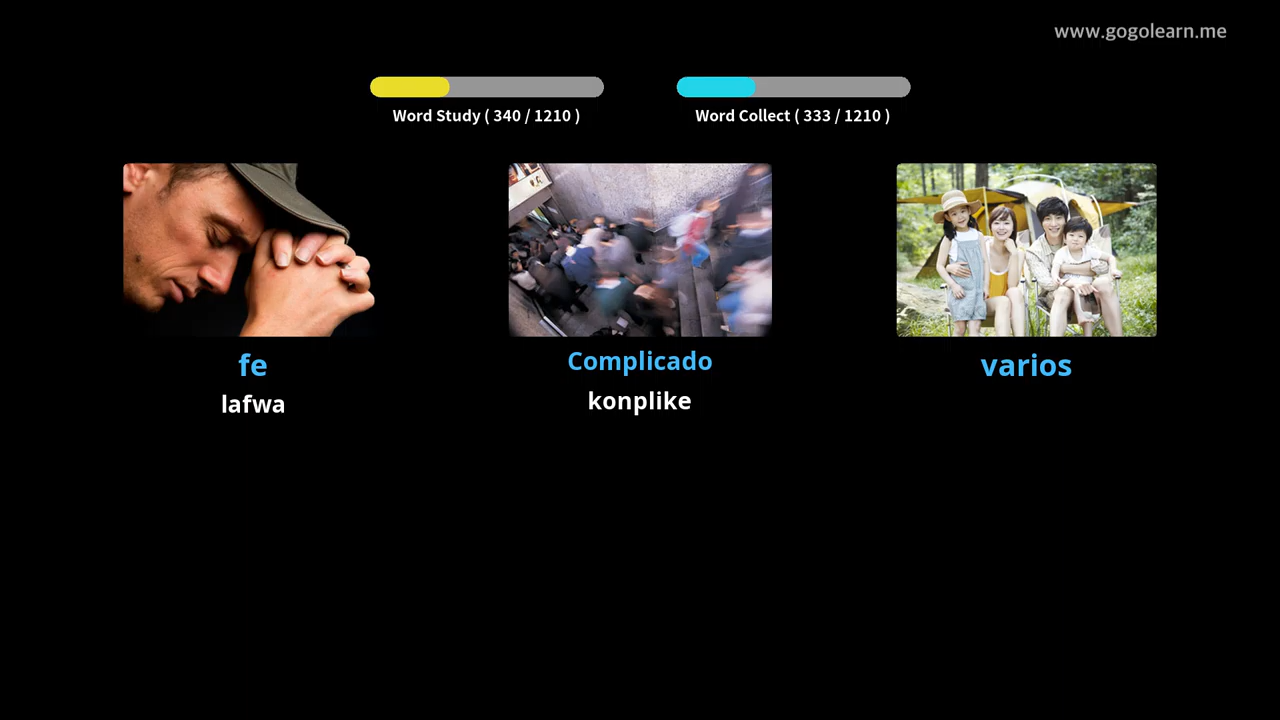 www.gogolearn.me
Word Study ( 340 / 1210 )
Word Collect ( 333 / 1210 )
fe
Complicado
varios
lafwa
konplike